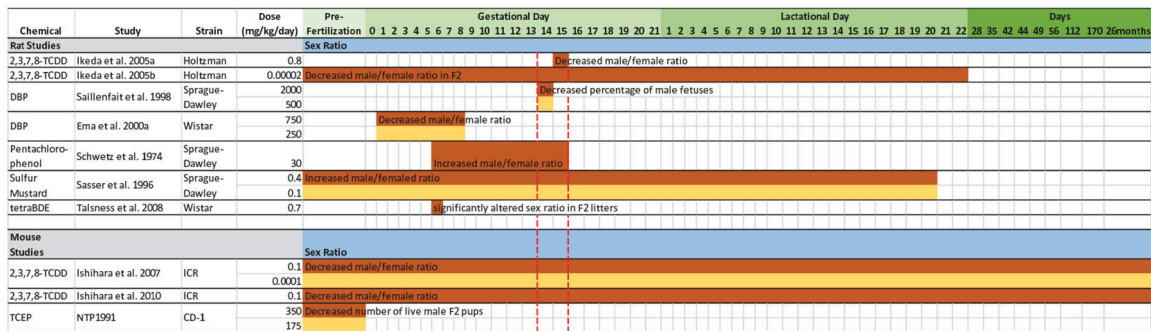 Dose Pre- Gestational Day Lactational Day Days
Chemical Study Strain (mg/kg/day) Fertilization 0 1 2 3 4 5 6 7 8 9 10 11 12 13 14 15 16 17 18 19 20 21 1 2 3 4 5 6 7 8 9 10 11 12 13 14 15 16 17 18 19 20 21 22 28 35 42 44 49 56 112 170 26months
Rat Studies Sex Ratio
2,3,7,8-TCDD Ikeda et al. 2005a Holtzman 0.8 Decreased male/female ratio
2,3,7,8-TCDD Ikeda et al. 2005b Holtzman 0.00002 Decreased male/female ratio in F2
DBP Saillenfait et al. 1998 Sprague- 2000 Decreased percentage of male fetuses
Dawley 500
DBP Ema et al. 2000a Wistar 750 Decreased male/female ratio
250
Pentachloro- Schwetz et al. 1974 Sprague-
phenol Dawley 30 Increased male/female ratio
Sulfur Sasser et al. 1996 Sprague- 0.4 Increased male/femaled ratio
Mustard Dawley 0.1
tetraBDE Talsness et al. 2008 Wistar 0.7 significantly altered sex ratio in F2 litters
Mouse
Studies Sex Ratio
2,3,7,8-TCDD Ishihara et al. 2007 ICR 0.1 Decreased male/female ratio
0.0001
2,3,7,8-TCDD Ishihara et al. 2010 ICR 0.1 Decreased male/female ratio
TCEP NTP1991 CD-1 350 Decreased number of live male F2 pups
175